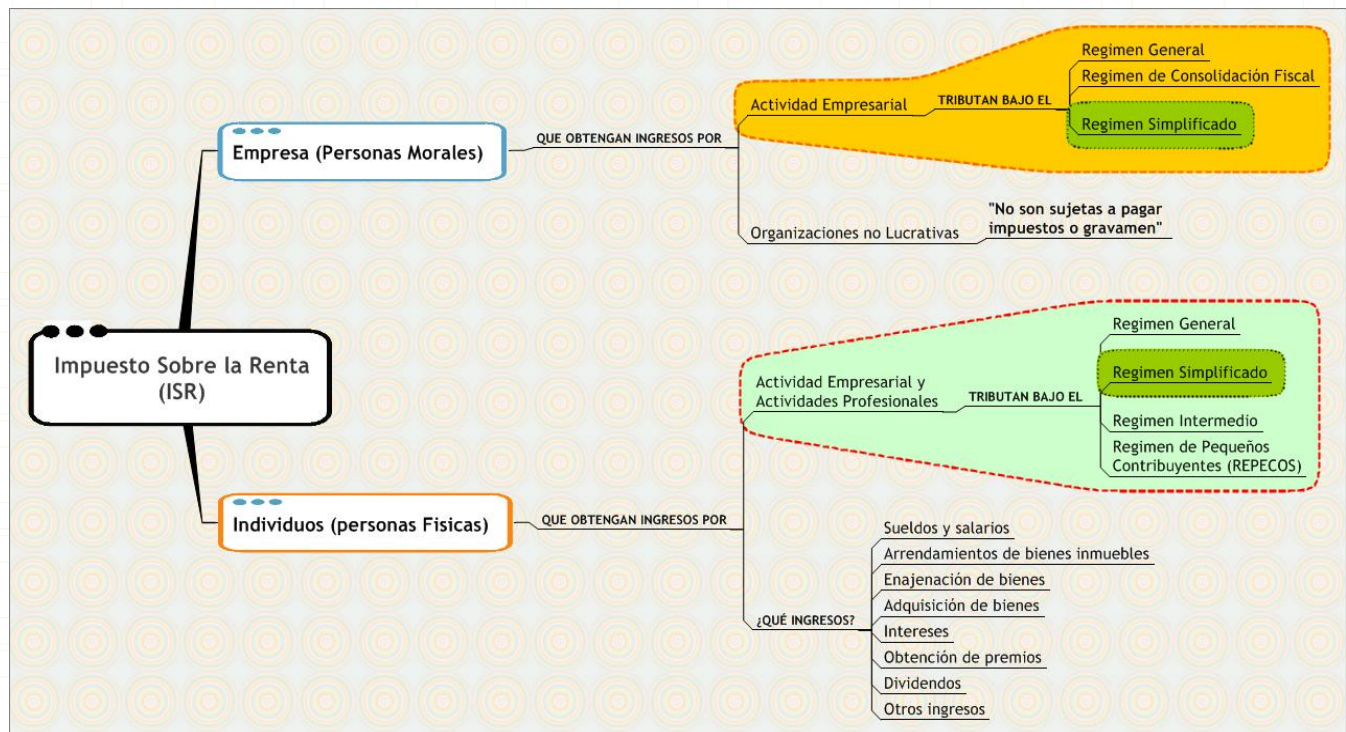 Impuesto Sobre la Renta
(ISR)
Empresa (Personas Morales)
QUE OBTENGAN INGRESOS POR
Actividad Empresarial
TRIBUTAN BAJO EL
Regimen General
Regimen de Consolidación Fiscal
Regimen Simplificado
Organizaciones no Lucrativas
"No son sujetas a pagar
impuestos o gravamen"
Individuos (personas Fisicas)
QUE OBTENGAN INGRESOS POR
Actividad Empresarial y
Actividades Profesionales
TRIBUTAN BAJO EL
Regimen General
Regimen Simplificado
Regimen Intermedio
Regimen de Pequeños
Contribuyentes (REPECOS)
¿QUÉ INGRESOS?
Sueldos y salarios
Arrendamientos de bienes inmuebles
Enajenación de bienes
Adquisición de bienes
Intereses
Obtención de premios
Dividendos
Otros ingresos